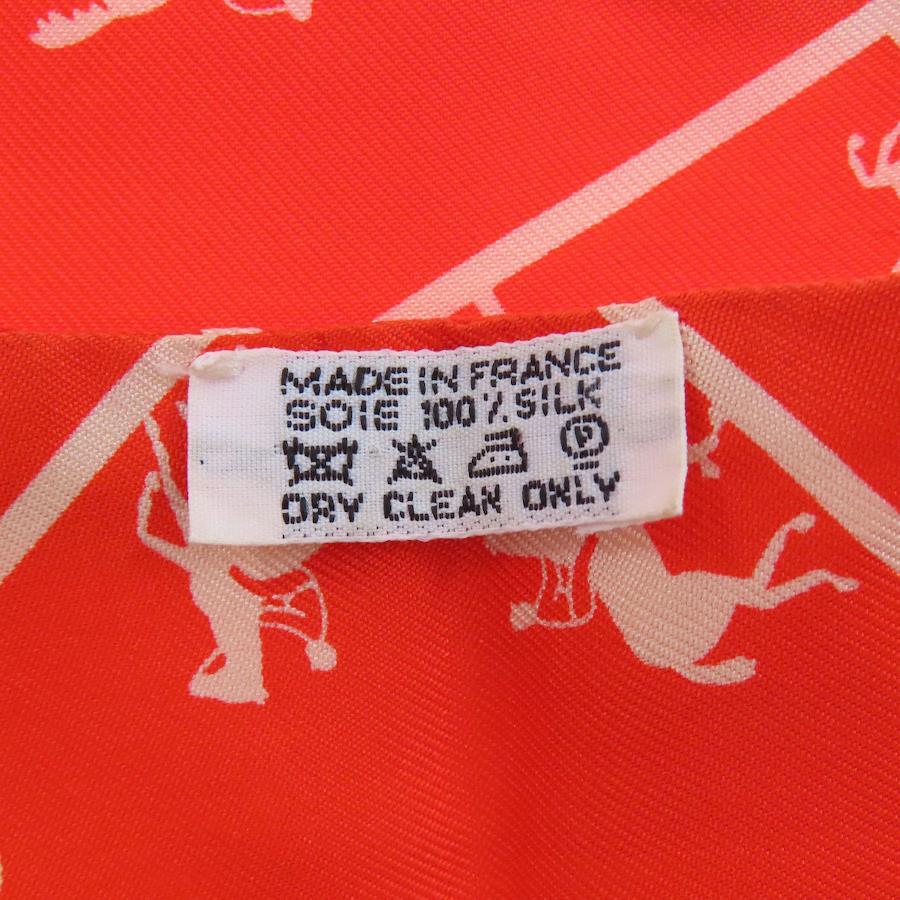 MADE IN FRANCE
SOIE 100% SILK
P
DRY CLEAN ONLY